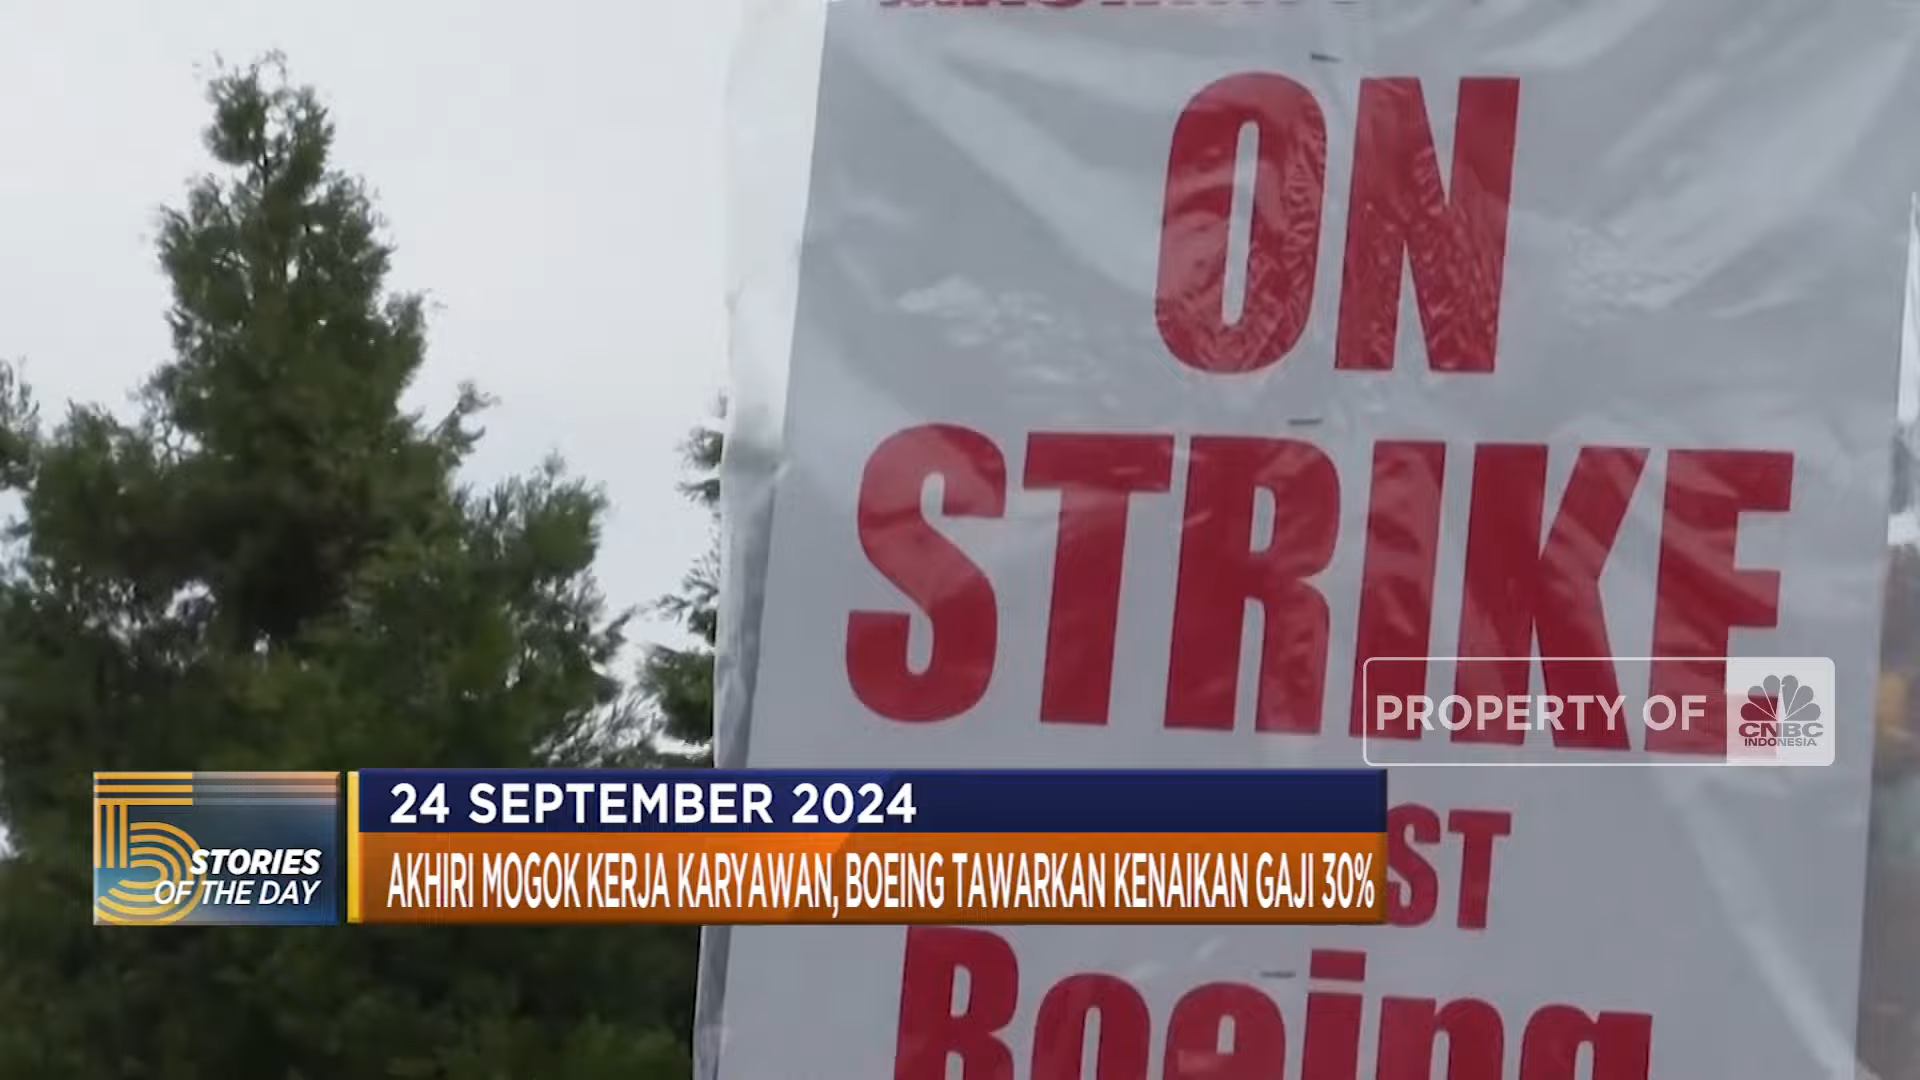 ON
STRIKE
PROPERTY OF
CNBC
INDONESIA
24 SEPTEMBER 2024
5 STORIES
OF THE DAY
AKHIRI MOGOK KERJA KARYAWAN, BOEING TAWARKAN KENAIKAN GAJI 30%
ST
Boeing